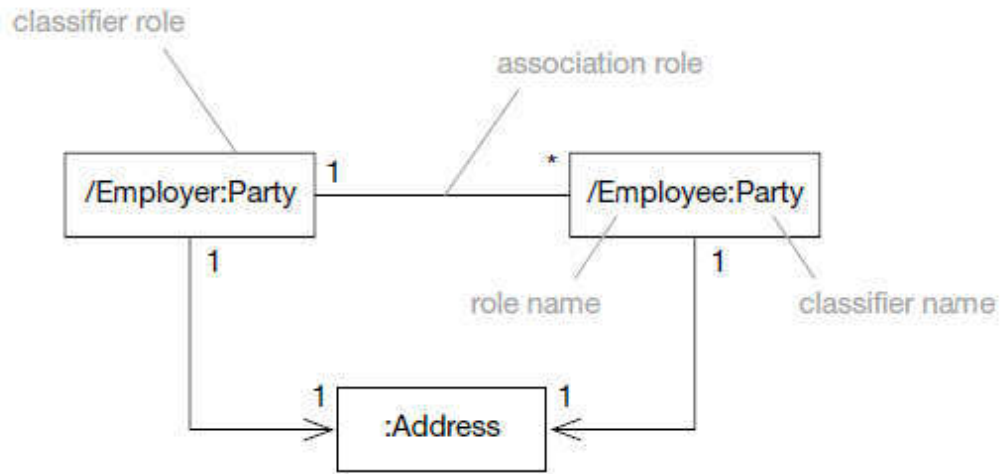 classifier role
association role
1
*
/Employer:Party
/Employee:Party
1
1
role name
classifier name
1
1
:Address